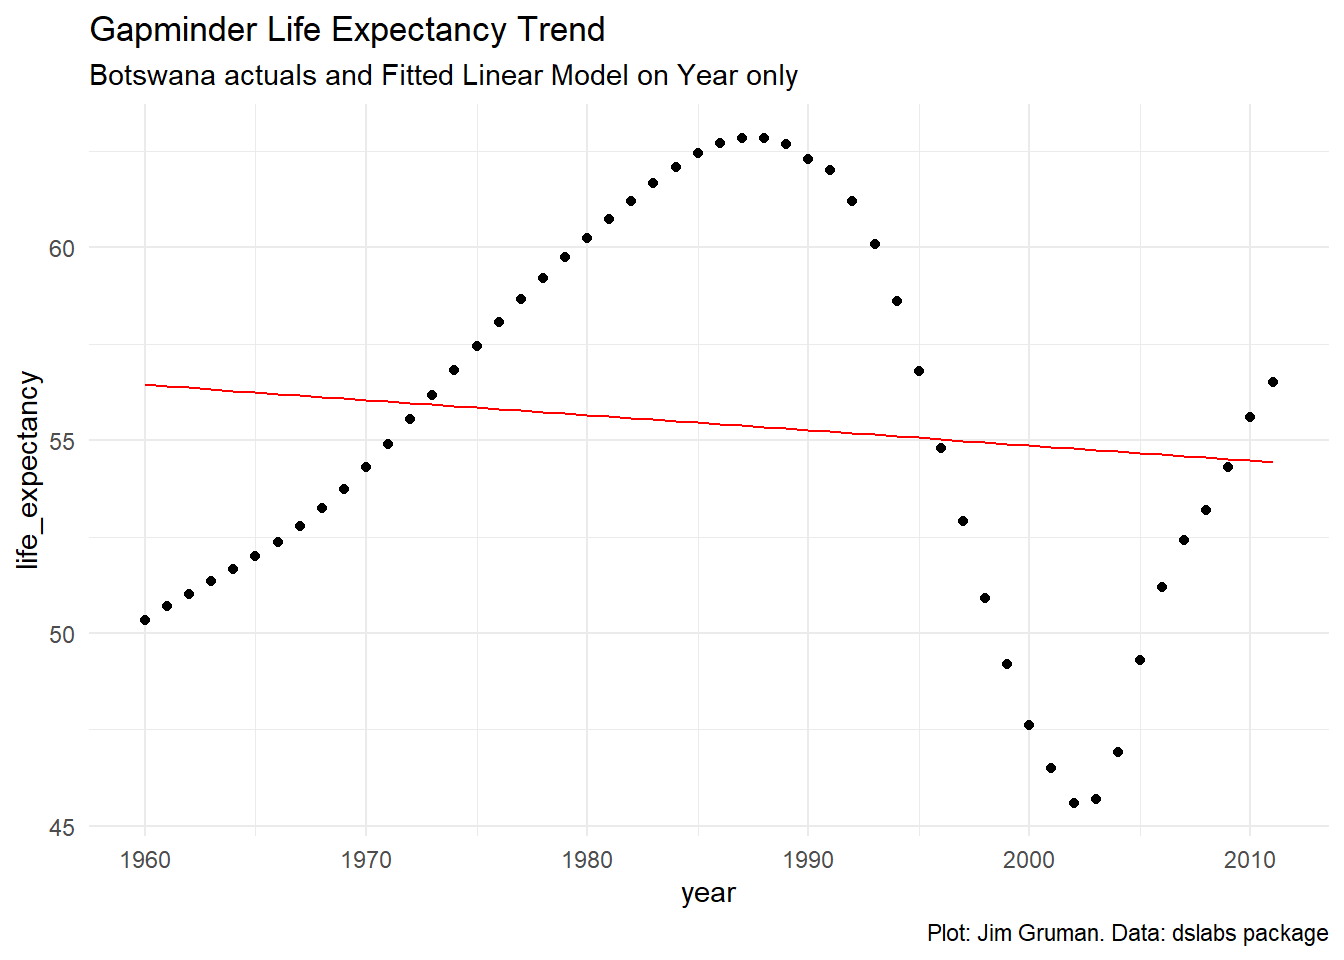 Gapminder Life Expectancy Trend
Botswana actuals and Fitted Linear Model on Year only
life_expectancy
60
55
50
45
1960 1970 1980 1990 2000 2010
year
Plot: Jim Gruman. Data: dslabs package